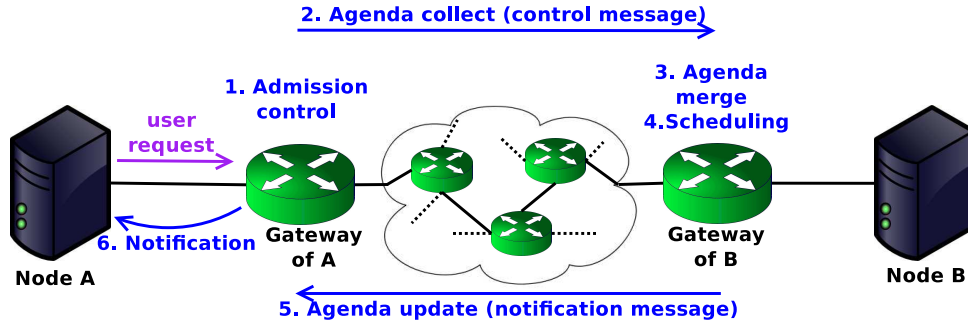 2. Agenda collect (control message)
1. Admission
control
3. Agenda
merge
4.Scheduling
user
request
6. Notification
Gateway
of A
Gateway
of B
Node A
Node B
5. Agenda update (notification message)